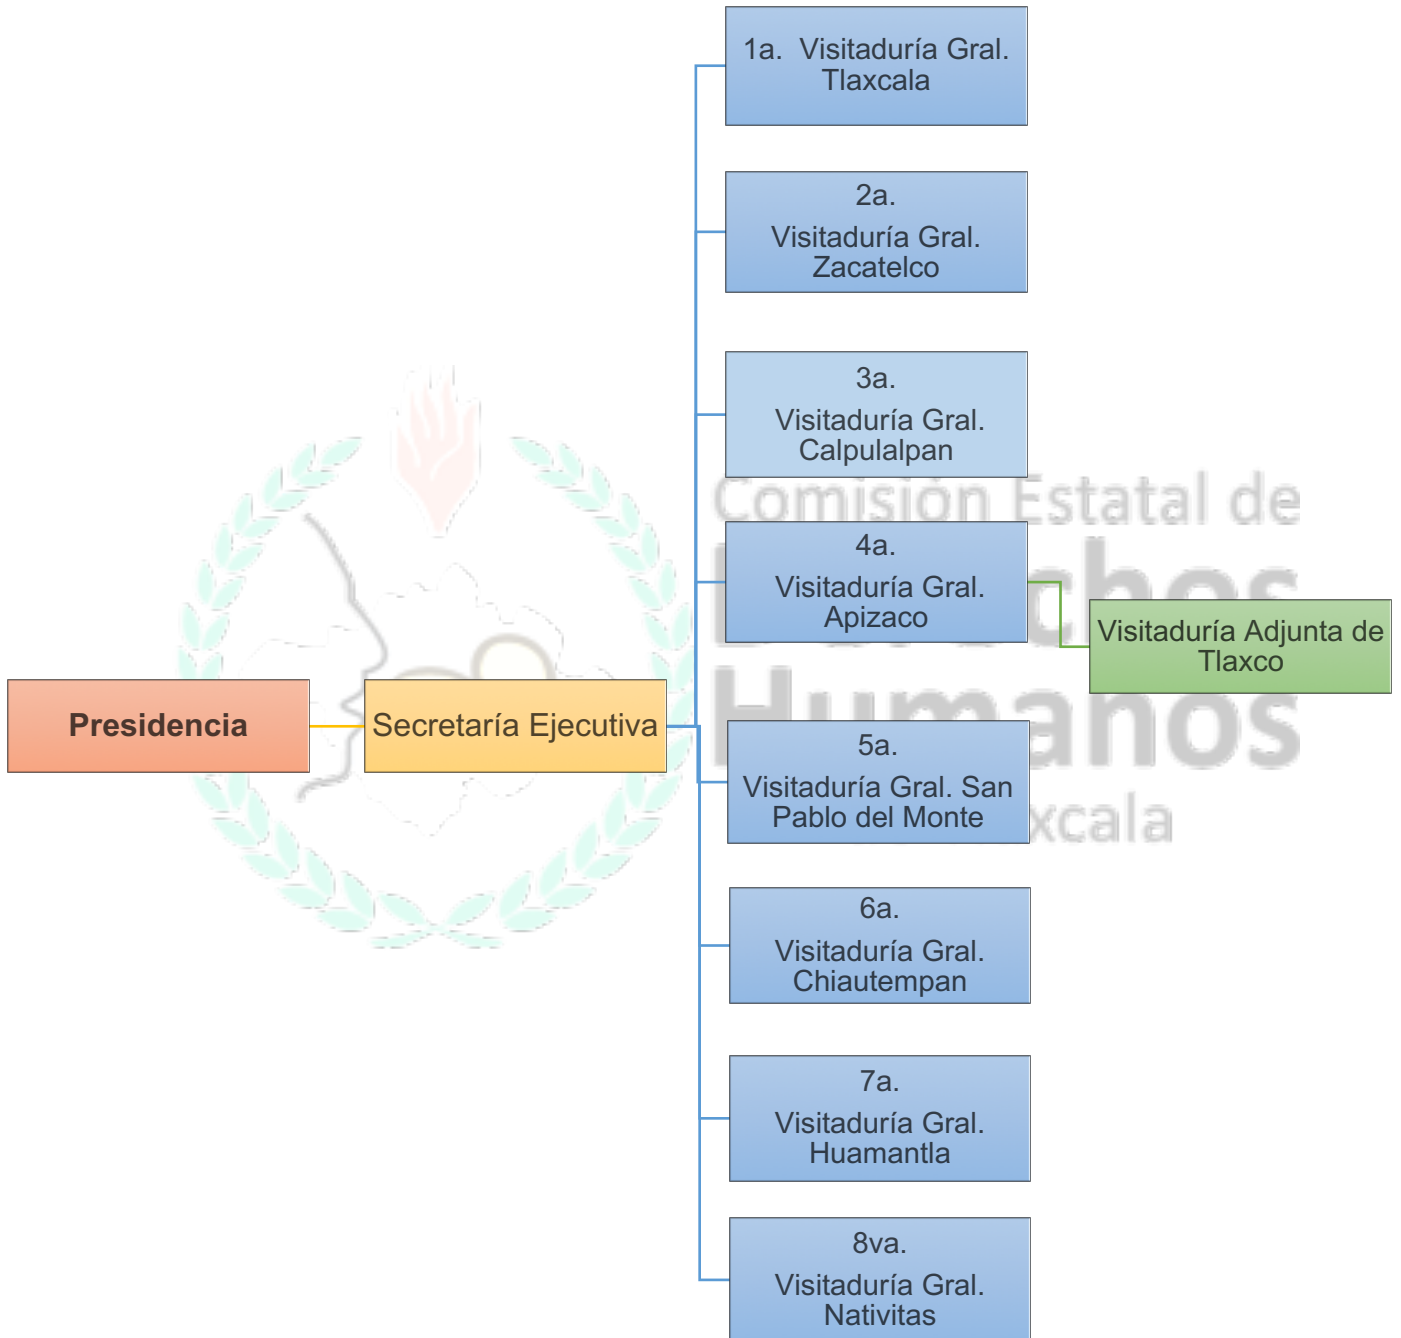 1a. Visitaduría Gral.
Tlaxcala
2a.
Visitaduría Gral.
Zacatelco
3a.
Visitaduría Gral.
Calpulalpan
Comisión Estatal de
4a.
Visitaduría Gral.
Apizaco
Visitaduría Adjunta de
Tlaxco
Humanos
Presidencia
Secretaría Ejecutiva
5a.
Visitaduría Gral. San
Pablo del Monte
6a.
Visitaduría Gral.
Chiautempan
7a.
Visitaduría Gral.
Huamantla
8va.
Visitaduría Gral.
Nativitas